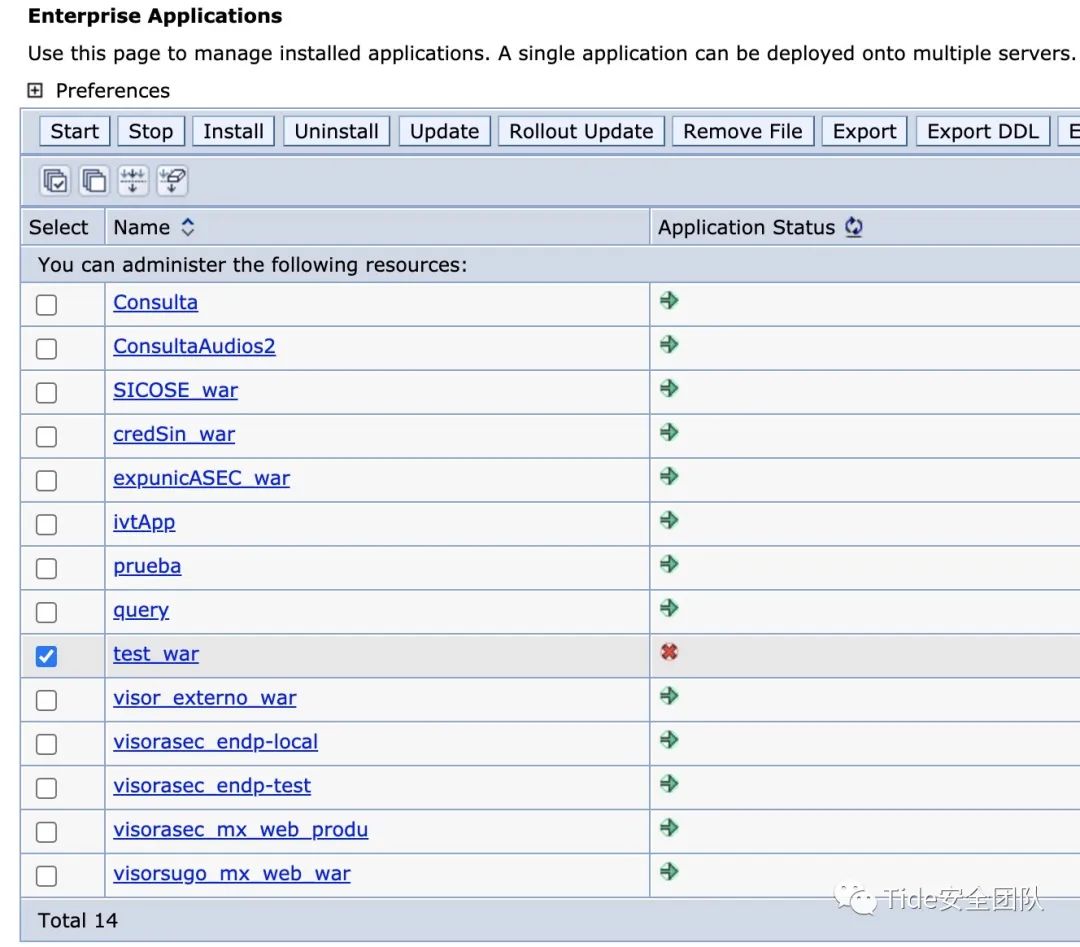 Enterprise Applications
Use this page to manage installed applications. A single application can be deployed onto multiple servers.
Preferences
Start Stop Install Uninstall Update Rollout Update Remove File Export Export DDL E
Select Name Application Status
You can administer the following resources:
Consulta
ConsultaAudios2
SICOSE_war
credSin_war
expunicASEC_war
ivtApp
prueba
query
test_war
visor_externo_war
visorasec_endp-local
visorasec_endp-test
visorasec_mx_web_produ
visorsugo_mx_web_war
Total 14
Tide安全团队